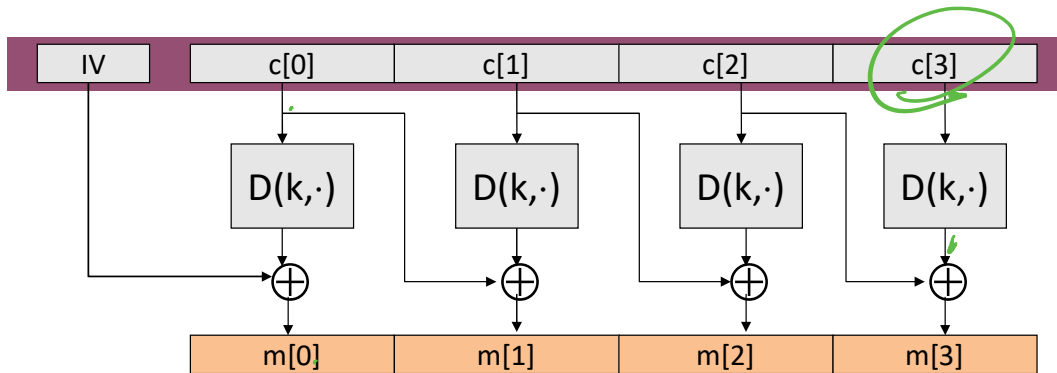 IV c[0] c[1] c[2] c[3]
D(k,·) D(k,·) D(k,·) D(k,·)
m[0] m[1] m[2] m[3]